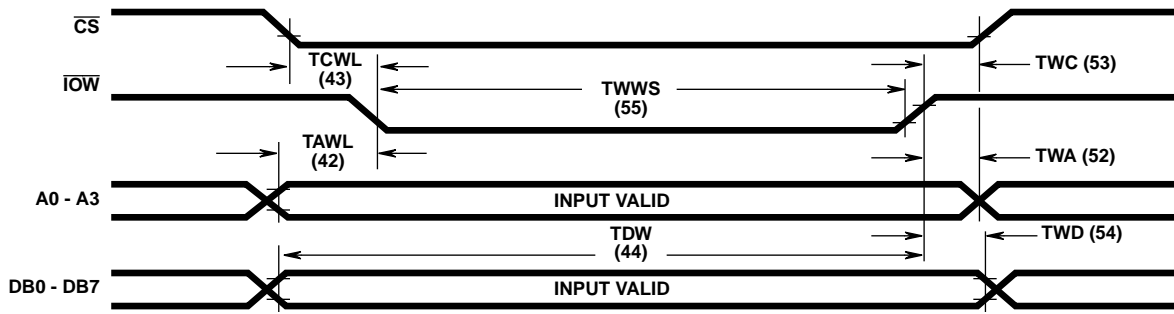 CS
TCWL
(43)
TWC (53)
IOW
TWWS
(55)
TAWL
(42)
TWA (52)
A0 - A3
INPUT VALID
TDW
(44)
TWD (54)
DB0 - DB7
INPUT VALID